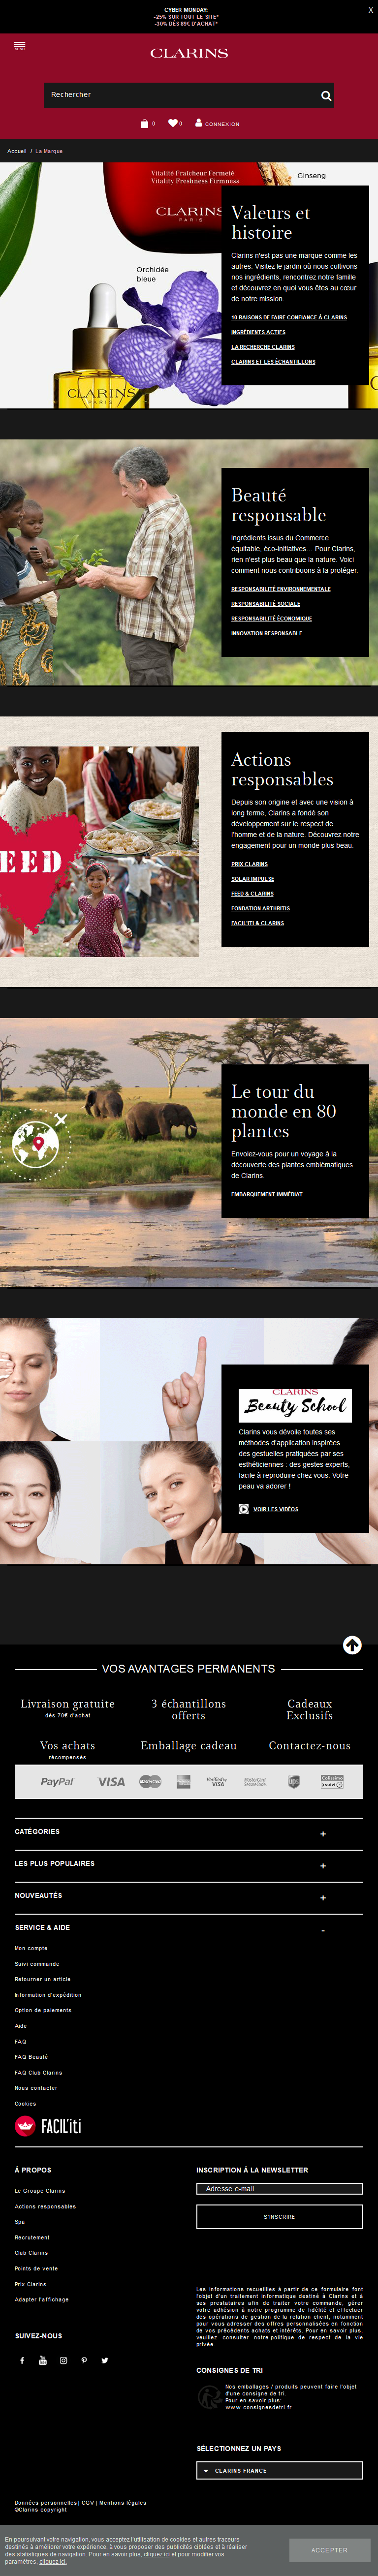 CYBER MONDAY:
-25% SUR TOUT LE SITE*
-30% DÈS 89€ D'ACHAT*
X
MENU
CLARINS
Rechercher
0
0
CONNEXION
Accueil / La Marque
Vitalité Fraîcheur Fermeté
Vitality Freshness Firmness
CLARINS
PARIS
Ginseng
Orchidée
bleue
CLARINS
PARIS
Valeurs et
histoire
Clarins n'est pas une marque comme les
autres. Visitez le jardin où nous cultivons
nos ingrédients, rencontrez notre famille
et découvrez en quoi vous êtes au cœur
de notre mission.
10 RAISONS DE FAIRE CONFIANCE À CLARINS
INGRÉDIENTS ACTIFS
LA RECHERCHE CLARINS
CLARINS ET LES ÉCHANTILLONS
Beauté
responsable
Ingrédients issus du Commerce
équitable, éco-initiatives... Pour Clarins,
rien n'est plus beau que la nature. Voici
comment nous contribuons à la protéger.
RESPONSABILITÉ ENVIRONNEMENTALE
RESPONSABILITÉ SOCIALE
RESPONSABILITÉ ÉCONOMIQUE
INNOVATION RESPONSABLE
EED
Actions
responsables
Depuis son origine et avec une vision à
long terme, Clarins a fondé son
développement sur le respect de
l'homme et de la nature. Découvrez notre
engagement pour un monde plus beau.
PRIX CLARINS
SOLAR IMPULSE
FEED & CLARINS
FONDATION ARTHRITIS
FACIL'ITI & CLARINS
Le tour du
monde en 80
plantes
Envolez-vous pour un voyage à la
découverte des plantes emblématiques
de Clarins.
EMBARQUEMENT IMMÉDIAT
CLARINS
Beauty School
Clarins vous dévoile toutes ses
méthodes d'application inspirées
des gestuelles pratiquées par ses
esthéticiennes : des gestes experts,
facile à reproduire chez vous. Votre
peau va adorer !
VOIR LES VIDÉOS
VOS AVANTAGES PERMANENTS
Livraison gratuite
dès 70€ d'achat
3 échantillons
offerts
Cadeaux
Exclusifs
Vos achats
récompensés
Emballage cadeau
Contactez-nous
PayPal
VISA
MasterCard
Verified by
VISA
MasterCard
SecureCode
ups
Colissimo
suivi
CATÉGORIES
+
LES PLUS POPULAIRES
+
NOUVEAUTÉS
+
SERVICE & AIDE
-
Mon compte
Suivi commande
Retourner un article
Information d'expédition
Option de paiements
Aide
FAQ
FAQ Beauté
FAQ Club Clarins
Nous contacter
Cookies
FACIL'iti
À PROPOS
Le Groupe Clarins
Actions responsables
Spa
Recrutement
Club Clarins
Points de vente
Prix Clarins
Adapter l'affichage
SUIVEZ-NOUS
INSCRIPTION À LA NEWSLETTER
Adresse e-mail
S'INSCRIRE
Les informations recueillies à partir de ce formulaire font
l'objet d'un traitement informatique destiné à Clarins et à
ses prestataires afin de traiter votre commande, gérer
votre adhésion à notre programme de fidélité et effectuer
des opérations de gestion de la relation client, notamment
pour vous adresser des offres personnalisées en fonction
de vos précédents achats et intérêts. Pour en savoir plus,
veuillez consulter notre politique de respect de la vie
privée.
CONSIGNES DE TRI
Nos emballages / produits peuvent faire l'objet
d'une consigne de tri.
Pour en savoir plus:
www.consignesdetri.fr
SÉLECTIONNEZ UN PAYS
CLARINS FRANCE
Données personnelles | CGV | Mentions légales
©Clarins copyright
En poursuivant votre navigation, vous acceptez l'utilisation de cookies et autres traceurs
destinés à améliorer votre expérience, à vous proposer des publicités ciblées et à réaliser
des statistiques de navigation. Pour en savoir plus, cliquez ici et pour modifier vos
paramètres, cliquez ici.
ACCEPTER